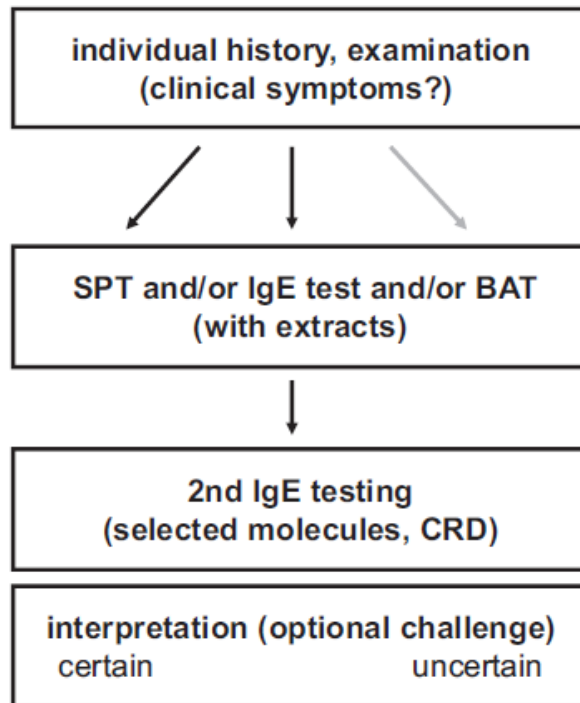 individual history, examination
(clinical symptoms?)
SPT and/or IgE test and/or BAT
(with extracts)
2nd IgE testing
(selected molecules, CRD)
interpretation (optional challenge)
certain uncertain